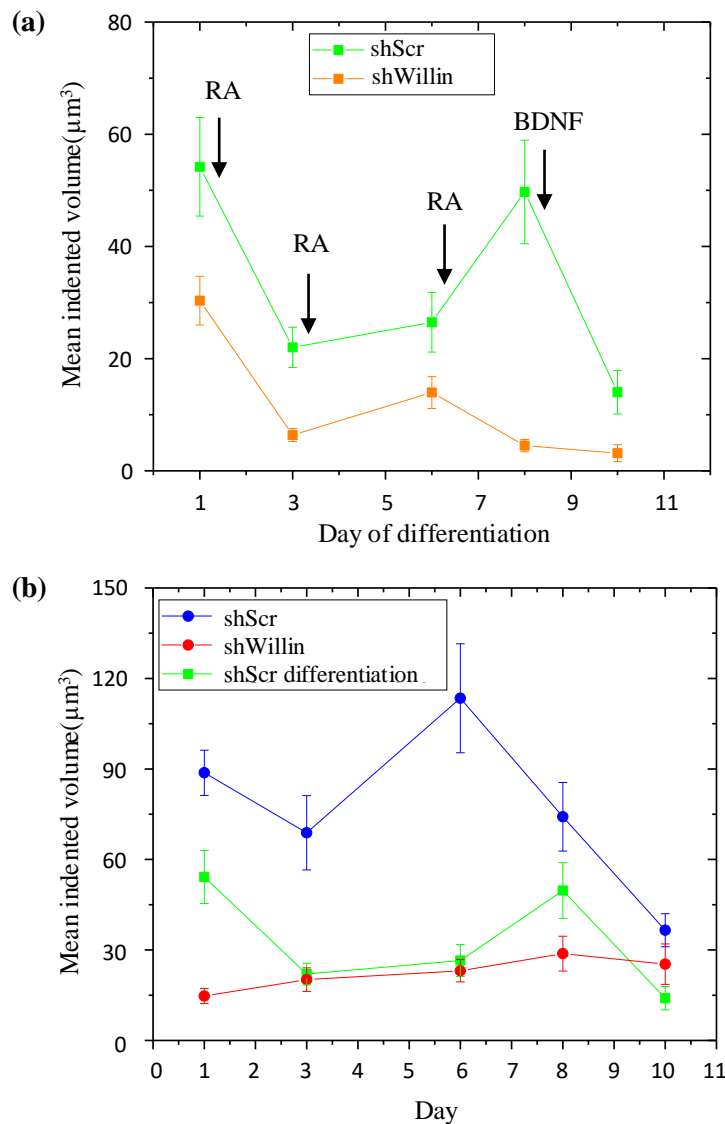 (a)
80
60
40
20
0
Mean indented volume(µm³)
shScr
shWillin
RA
RA
RA
BDNF
1 3 5 7 9 11
Day of differentiation
(b)
150
120
90
60
30
0
Mean indented volume(µm³)
shScr
shWillin
shScr differentiation
0 1 2 3 4 5 6 7 8 9 10 11
Day